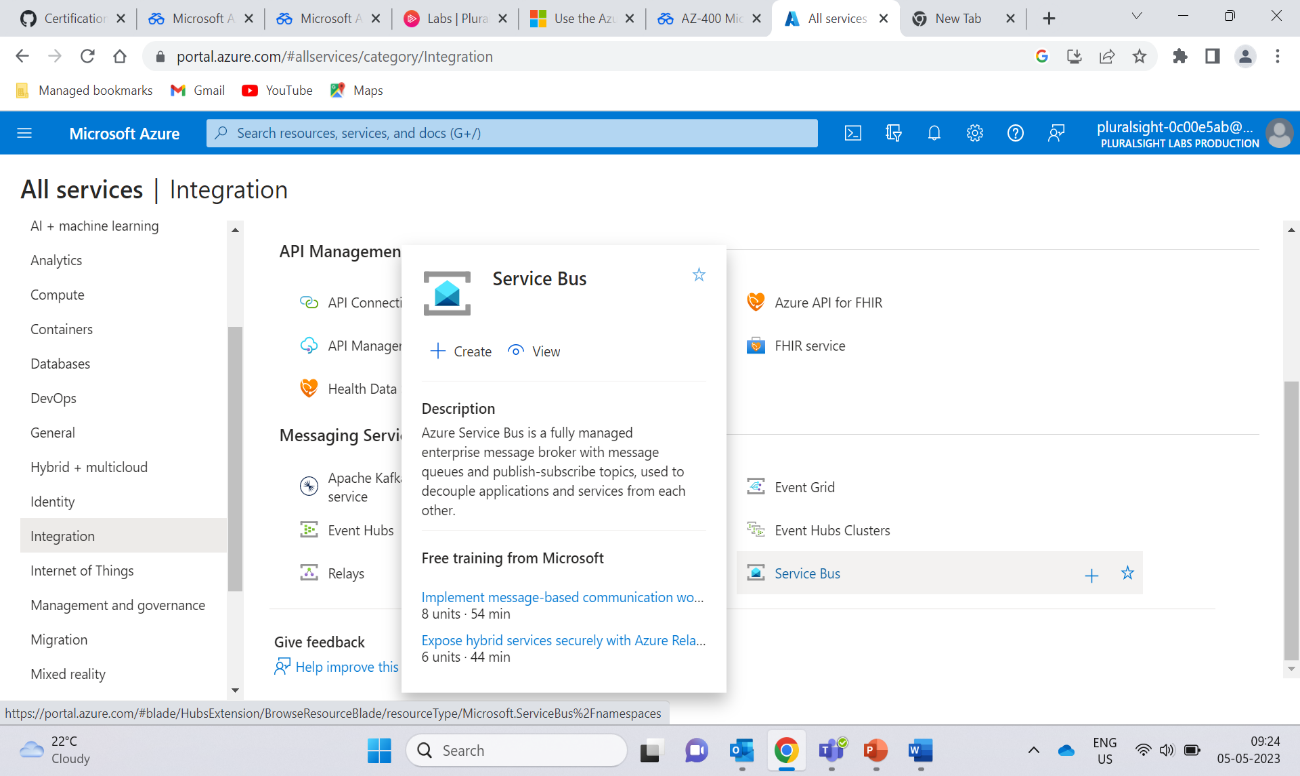 Certification
Microsoft A
Microsoft A
Labs | Plura
Use the Azu
AZ-400 Mic
All services
New Tab
portal.azure.com/#allservices/category/Integration
Managed bookmarks
Gmail
YouTube
Maps
Microsoft Azure
Search resources, services, and docs (G+/)
pluralsight-0c00e5ab@...
PLURALSIGHT LABS PRODUCTION
All services | Integration
AI + machine learning
Analytics
Compute
Containers
Databases
DevOps
General
Hybrid + multicloud
Identity
Integration
Internet of Things
Management and governance
Migration
Mixed reality
API Managemen
API Connecti
API Manager
Health Data
Azure API for FHIR
FHIR service
Messaging Servi
Apache Kafka
service
Event Hubs
Relays
Event Grid
Event Hubs Clusters
Service Bus
Give feedback
Help improve this
Service Bus
Create
View
Description
Azure Service Bus is a fully managed
enterprise message broker with message
queues and publish-subscribe topics, used to
decouple applications and services from each
other.
Free training from Microsoft
Implement message-based communication wo...
8 units · 54 min
Expose hybrid services securely with Azure Rela...
6 units · 44 min
https://portal.azure.com/#blade/HubsExtension/BrowseResourceBlade/resourceType/Microsoft.ServiceBus%2Fnamespaces
22°C
Cloudy
Search
ENG
US
09:24
05-05-2023